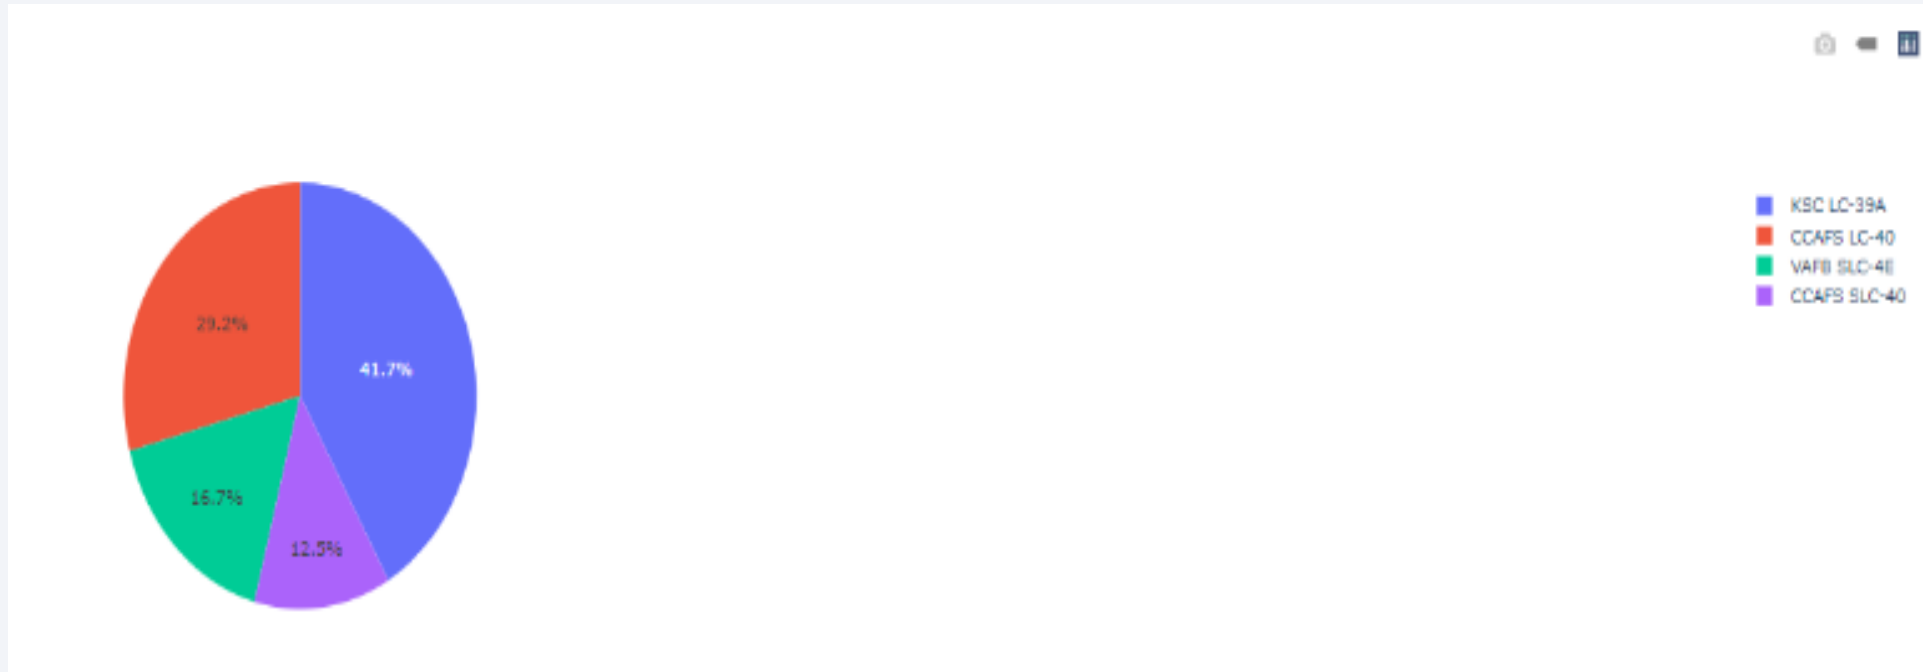 KSC LC-39A
CCAFS LC-40
VAFB SLC-4E
CCAFS SLC-40
29.2%
41.7%
16.7%
12.5%